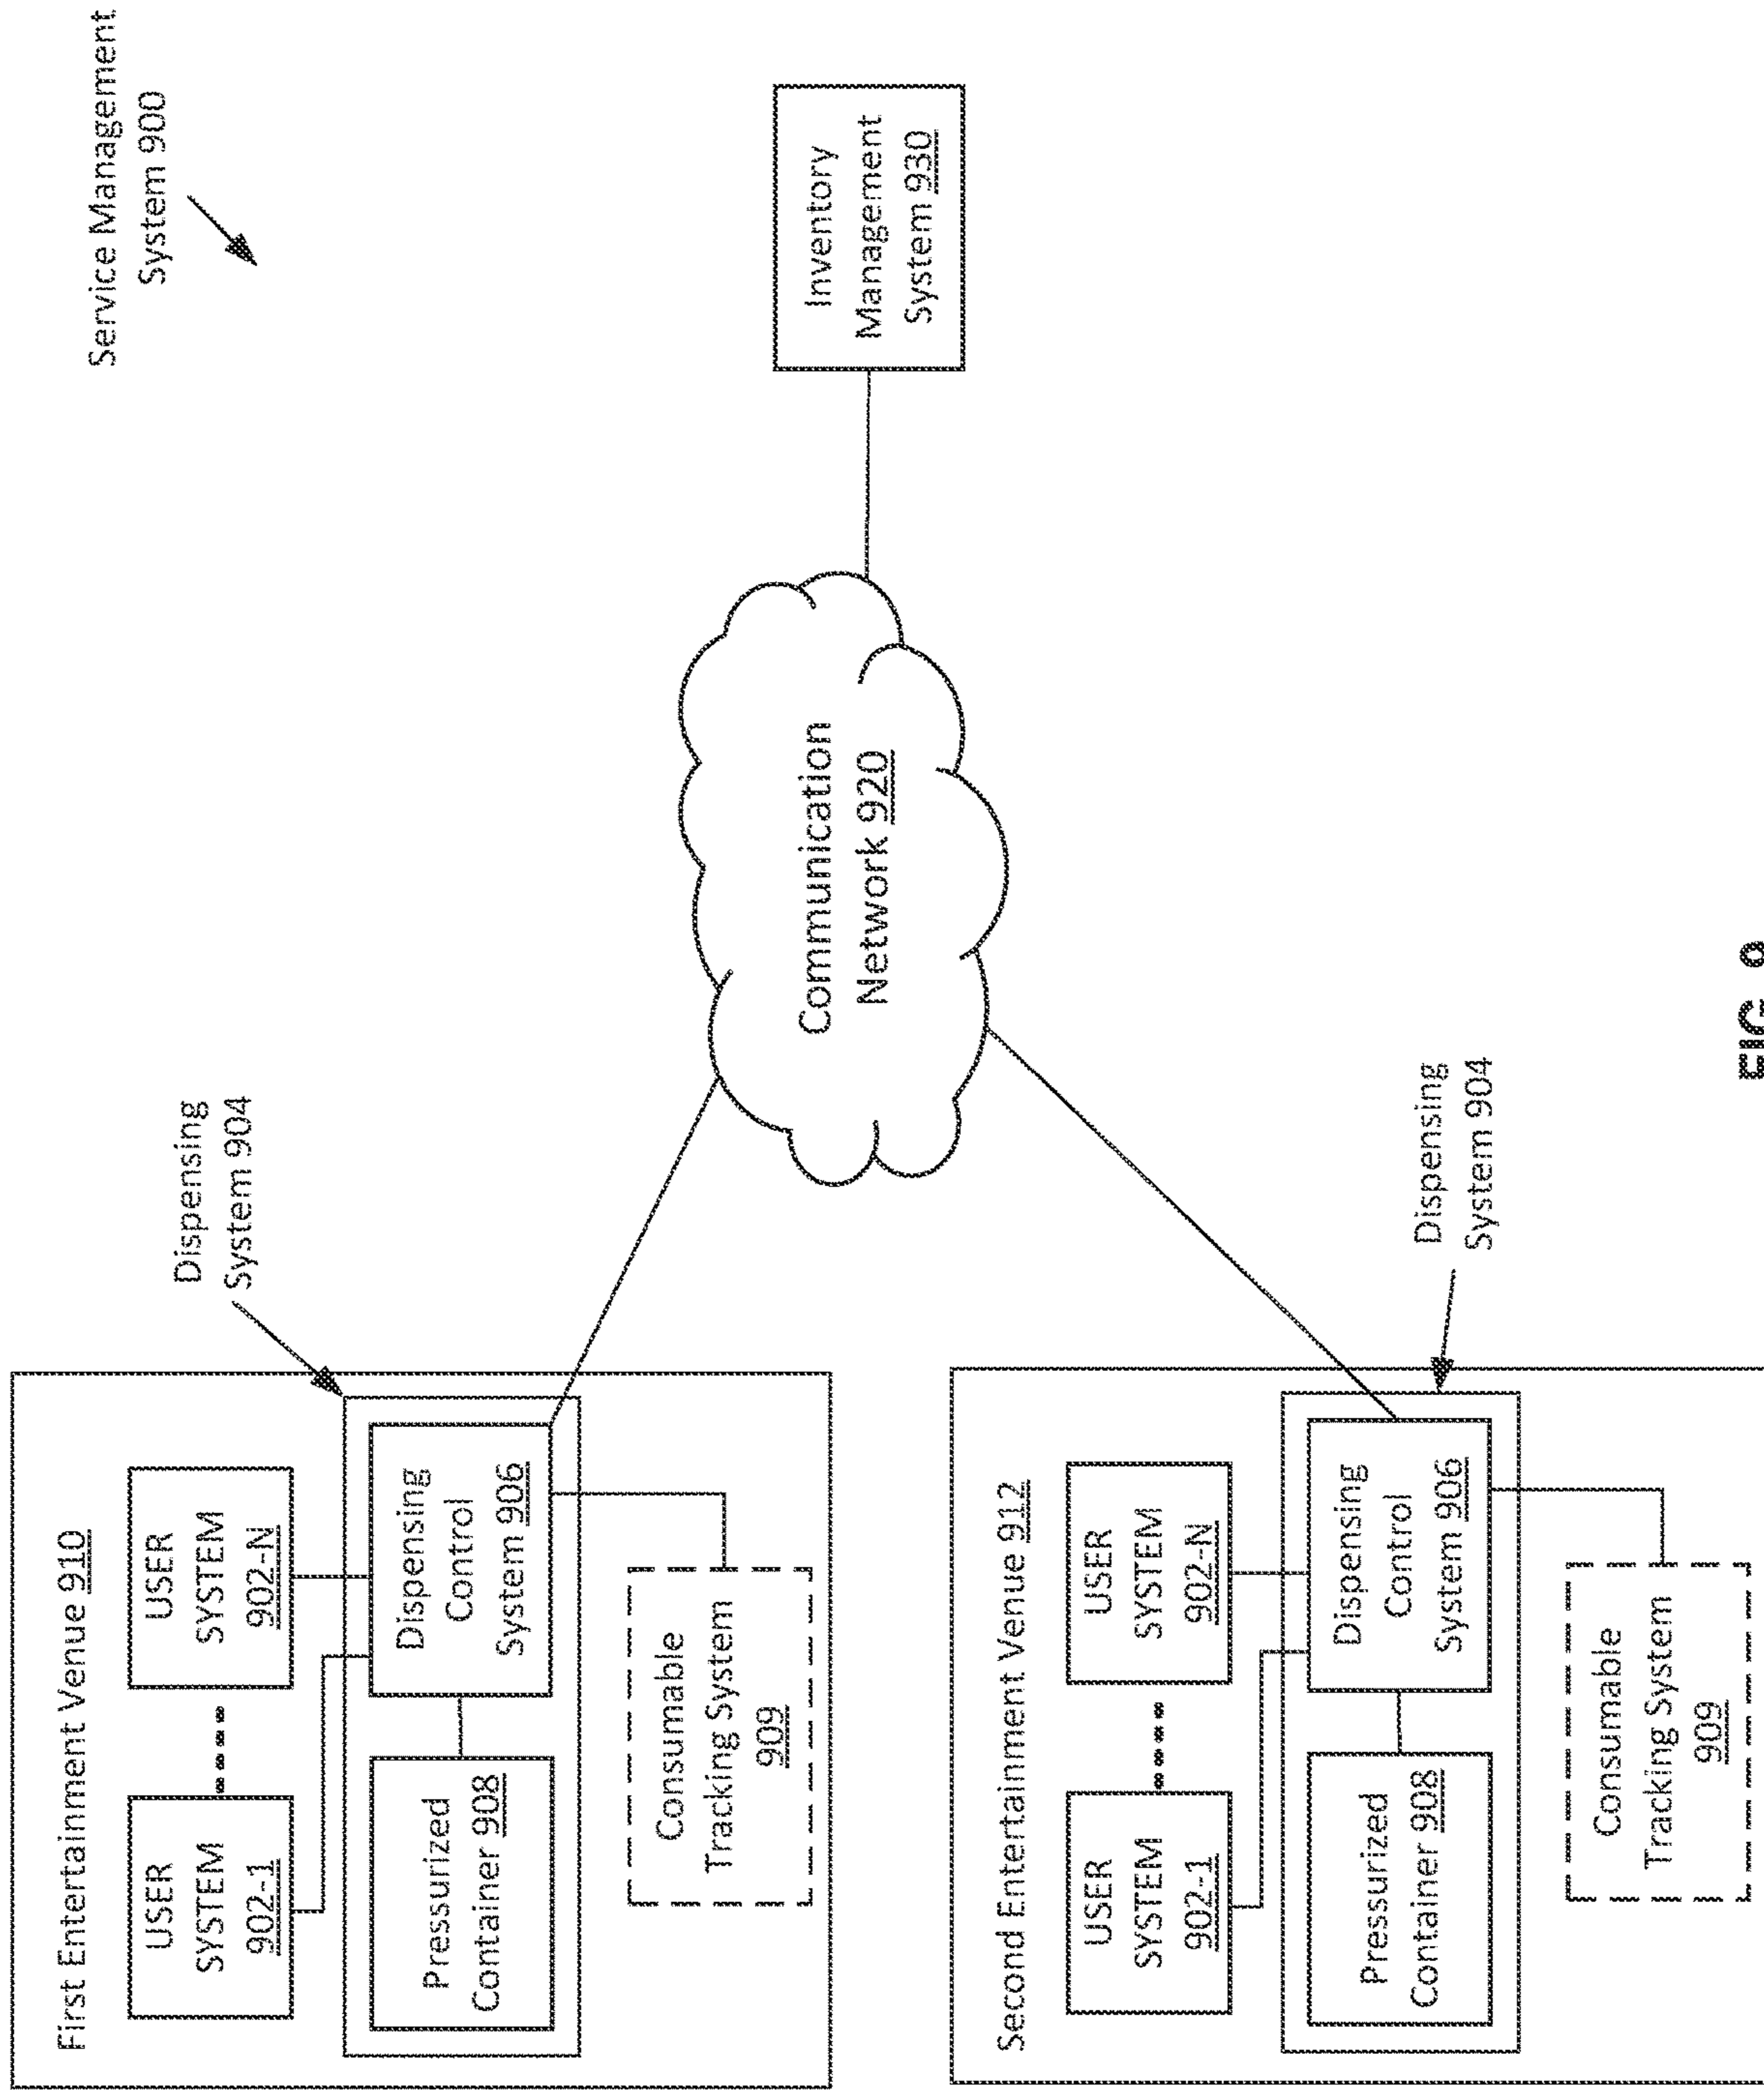 Service Management
System 900
First Entertainment Venue 910
USER
SYSTEM
902-1
USER
SYSTEM
902-N
Dispensing
System 904
Pressurized
Container 908
Dispensing
Control
System 906
Consumable
Tracking System
909
Communication
Network 920
Inventory
Management
System 930
Second Entertainment Venue 912
USER
SYSTEM
902-1
USER
SYSTEM
902-N
Pressurized
Container 908
Dispensing
Control
System 906
Dispensing
System 904
Consumable
Tracking System
909
FIG. 9